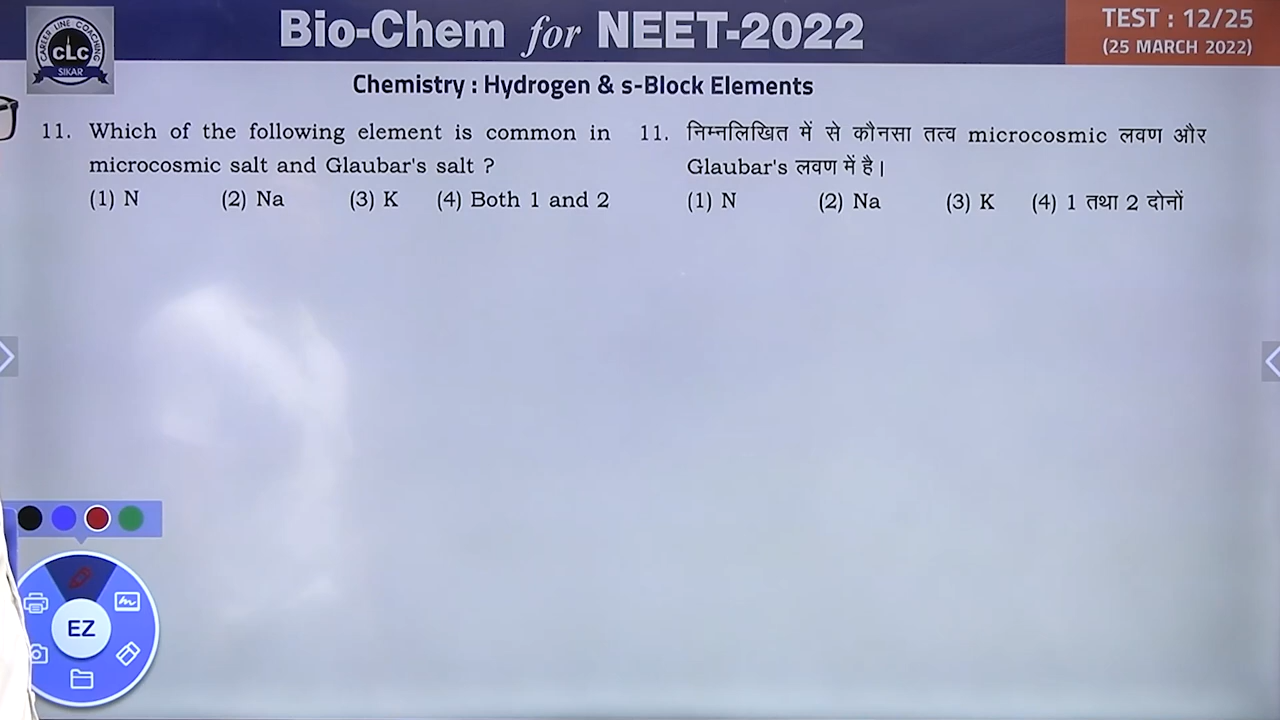 Bio-Chem for NEET-2022
TEST : 12/25
(25 MARCH 2022)
CAREER LINE COACHING
CLC
SIKAR
Chemistry : Hydrogen & s-Block Elements
11. Which of the following element is common in
microcosmic salt and Glaubar's salt ?
(1) N (2) Na (3) K (4) Both 1 and 2
11. निम्नलिखित में से कौनसा तत्व microcosmic लवण और
Glaubar's लवण में है|
(1) N (2) Na (3) K (4) 1 तथा 2 दोनों
EZ